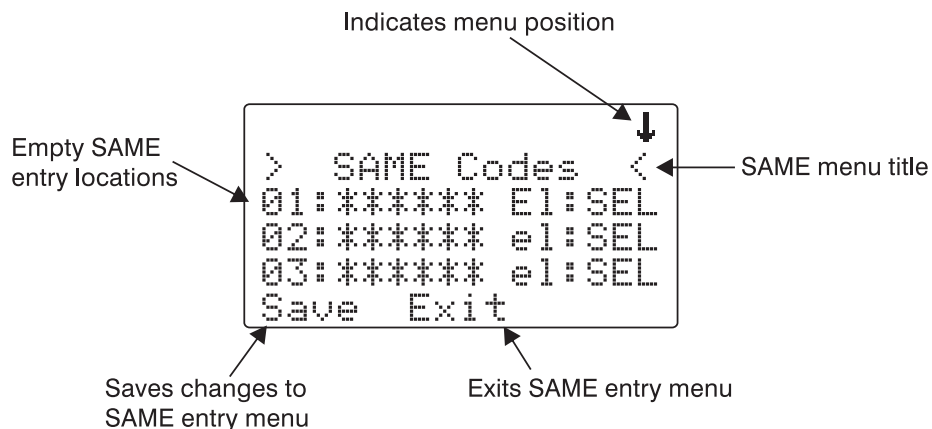 Indicates menu position
Empty SAME
entry locations
> SAME Codes <
SAME menu title
01:****** El:SEL
02:****** el:SEL
03:****** el:SEL
Save Exit
Saves changes to
SAME entry menu
Exits SAME entry menu